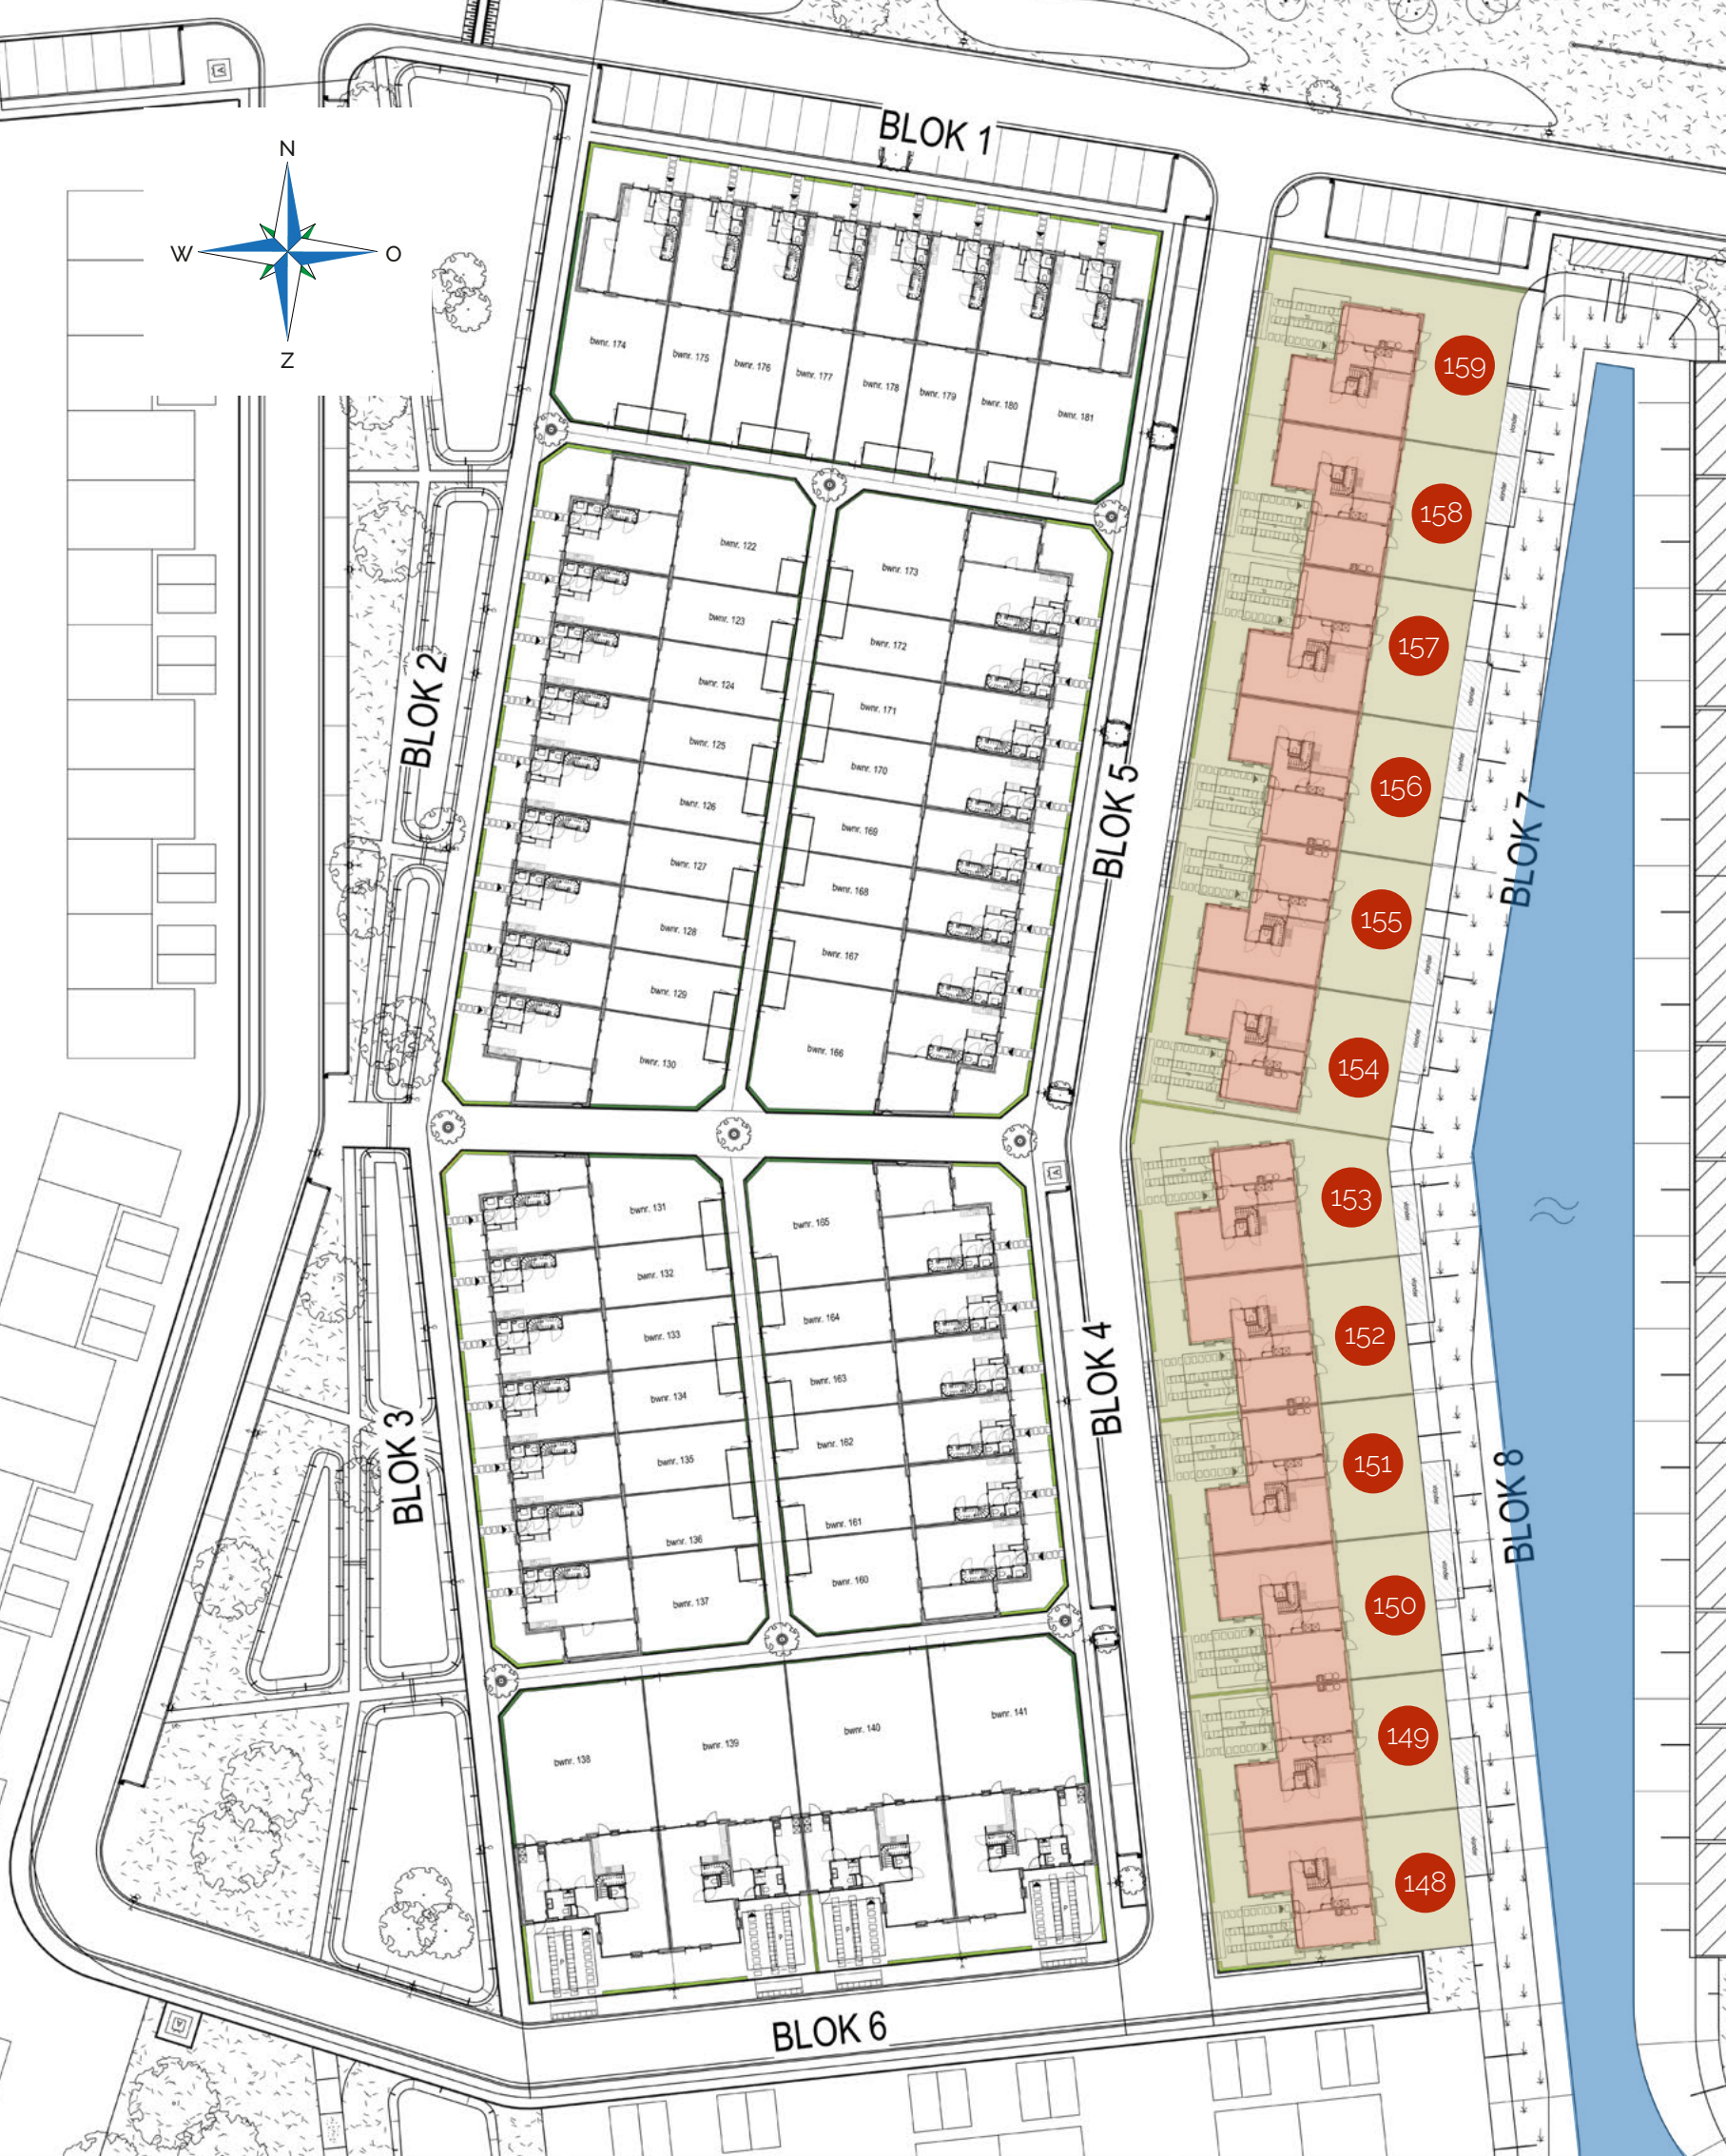 BLOK 1
N
W
O
Z
bwnr. 174
bwnr. 175
bwnr. 176
bwnr. 177
bwnr. 178
bwnr. 179
bwnr. 180
bwnr. 181
159
158
157
156
155
154
BLOK 2
bwnr. 122
bwnr. 123
bwnr. 124
bwnr. 125
bwnr. 126
bwnr. 127
bwnr. 128
bwnr. 129
bwnr. 130
bwnr. 173
bwnr. 172
bwnr. 171
bwnr. 170
bwnr. 169
bwnr. 168
bwnr. 167
bwnr. 166
BLOK 5
BLOK 7
BLOK 3
bwnr. 131
bwnr. 132
bwnr. 133
bwnr. 134
bwnr. 135
bwnr. 136
bwnr. 137
bwnr. 165
bwnr. 164
bwnr. 163
bwnr. 162
bwnr. 161
bwnr. 160
BLOK 4
153
152
151
150
149
148
BLOK 8
bwnr. 138
bwnr. 139
bwnr. 140
bwnr. 141
BLOK 6